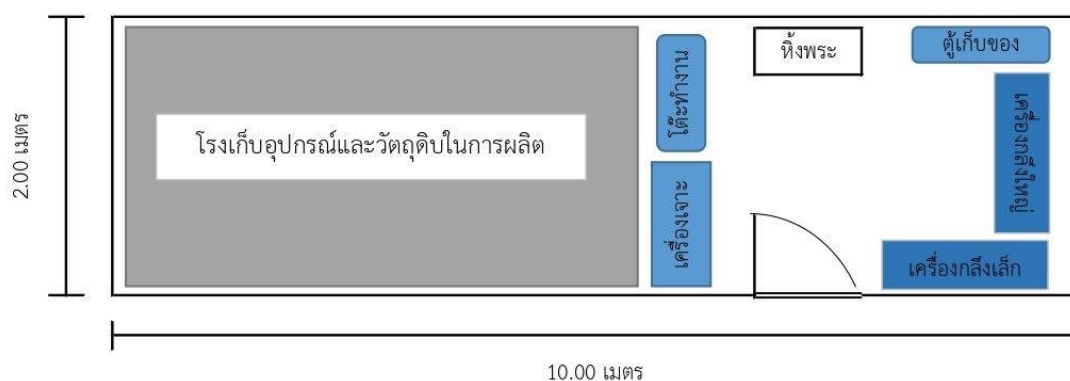 2.00 เมตร
โรงเก็บอุปกรณ์และวัตถุดิบในการผลิต
โต๊ะทำงาน
เครื่องเจาะ
หิ้งพระ
ตู้เก็บของ
เครื่องกลึงใหญ่
เครื่องกลึงเล็ก
10.00 เมตร